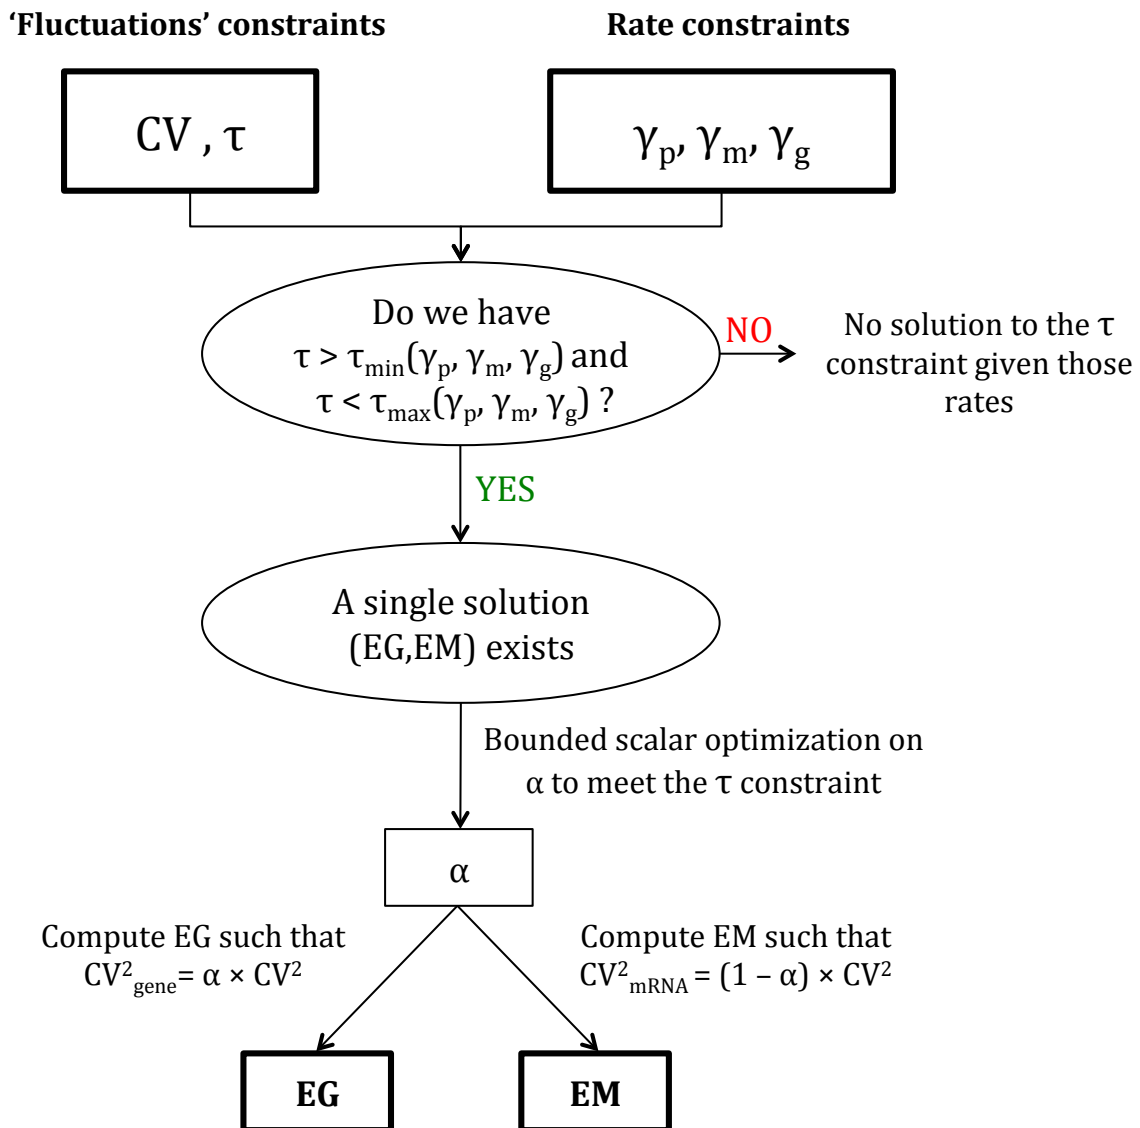 ‘Fluctuations’ constraints
Rate constraints
CV , τ
γp, γm, γg
Do we have
τ > τmin(γp, γm, γg) and
τ < τmax(γp, γm, γg) ?
NO
No solution to the τ
constraint given those
rates
YES
A single solution
(EG,EM) exists
Bounded scalar optimization on
α to meet the τ constraint
α
Compute EG such that
CV²gene= α × CV²
Compute EM such that
CV²mRNA = (1 – α) × CV²
EG
EM